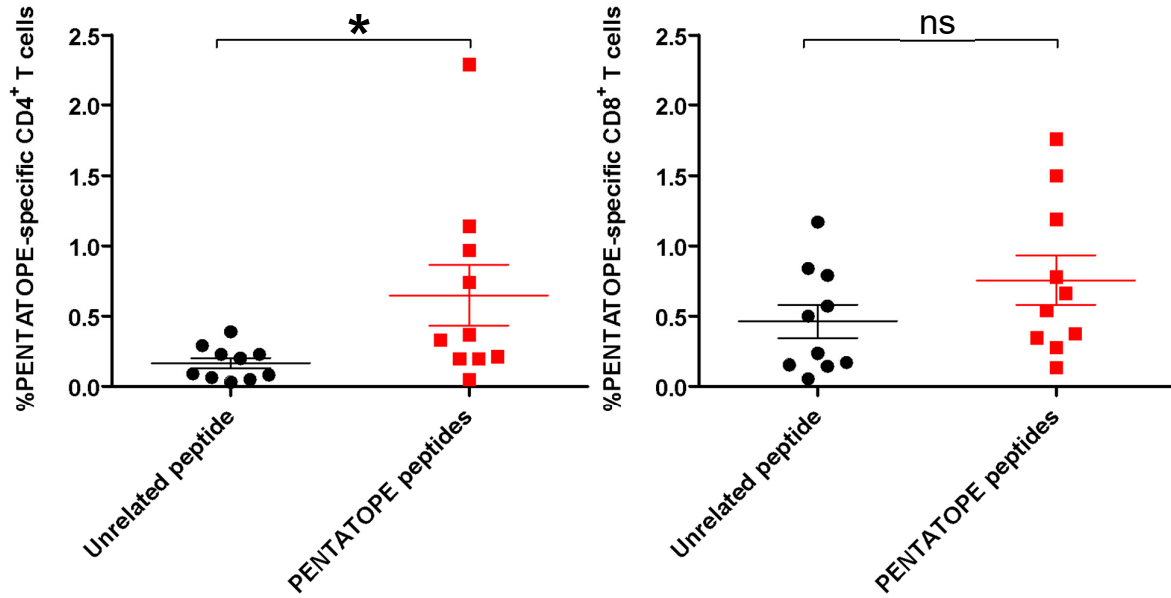 %PENTATOPE-specific CD4+ T cells
2.5
2.0
1.5
1.0
0.5
0.0
*
Unrelated peptide
PENTATOPE peptides
%PENTATOPE-specific CD8+ T cells
2.5
2.0
1.5
1.0
0.5
0.0
ns
Unrelated peptide
PENTATOPE peptides